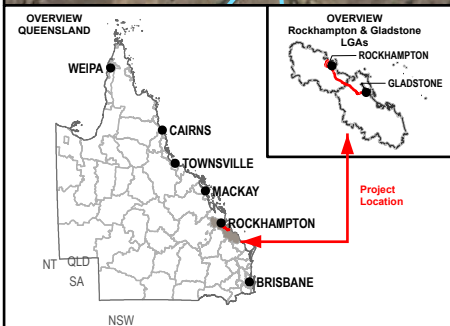 OVERVIEW
QUEENSLAND
WEIPA
CAIRNS
TOWNSVILLE
MACKAY
ROCKHAMPTON
BRISBANE
NT
QLD
SA
NSW
OVERVIEW
Rockhampton & Gladstone
LGAs
ROCKHAMPTON
GLADSTONE
Project
Location